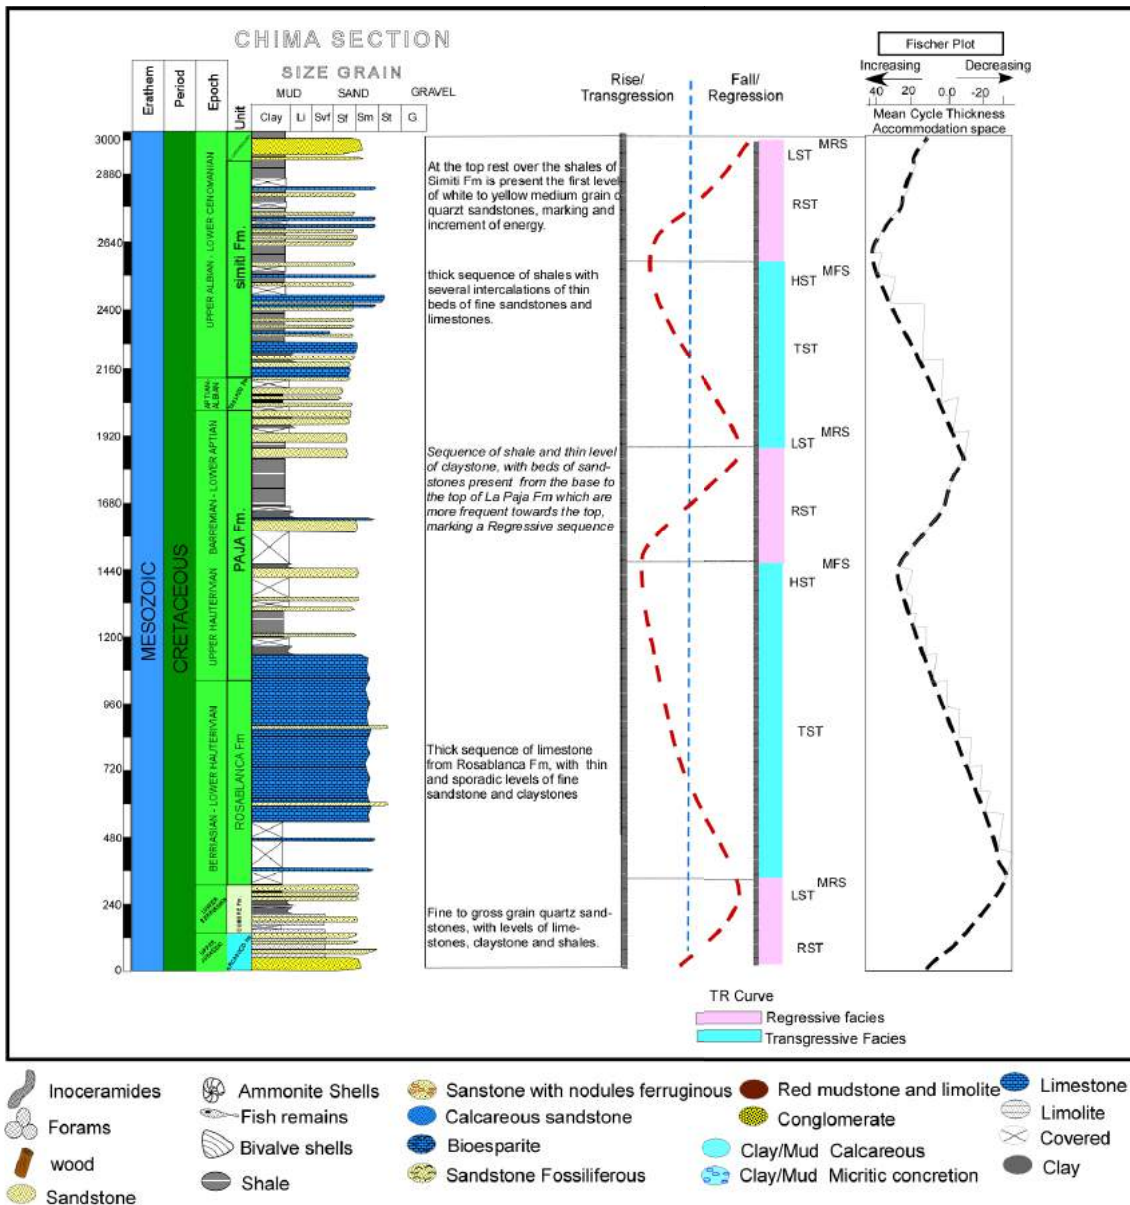 CHIMA SECTION
SIZE GRAIN
MUD SAND GRAVEL
Erathem Period Epoch Unit
Clay Li Svf Sf Sm St G
Rise/
Transgression
Fall/
Regression
Fischer Plot
Increasing Decreasing
40 20 0.0 -20
Mean Cycle Thickness
Accommodation space
3000
2880
2640
2400
2160
1920
1680
1440
1200
960
720
480
240
0
MESOZOIC
CRETACEOUS
UPPER ALBIAN - LOWER CENOMANIAN
APTIAN-
ALBIAN
BARREMIAN - LOWER APTIAN
UPPER HAUTERIVIAN
BERRIASIAN - LOWER HAUTERIVIAN
UPPER
JURASSIC
simiti Fm.
PAJA Fm.
ROSABLANCA Fm
CUMBRE Fm.
At the top rest over the shales of
Simiti Fm is present the first level
of white to yellow medium grain o
quarzt sandstones, marking and
increment of energy.
thick sequence of shales with
several intercalations of thin
beds of fine sandstones and
limestones.
Sequence of shale and thin level
of claystone, with beds of sand-
stones present from the base to
the top of La Paja Fm which are
more frequent towards the top,
marking a Regressive sequence
Thick sequence of limestone
from Rosablanca Fm, with thin
and sporadic levels of fine
sandstone and claystones
Fine to gross grain quartz sand-
stones, with levels of lime-
stones, claystone and shales.
MRS
LST
RST
MFS
HST
TST
MRS
LST
RST
MFS
HST
TST
MRS
LST
RST
TR Curve
Regressive facies
Transgressive Facies
Inoceramides
Forams
wood
Sandstone
Ammonite Shells
Fish remains
Bivalve shells
Shale
Sanstone with nodules ferruginous
Calcareous sandstone
Bioesparite
Sandstone Fossiliferous
Red mudstone and limolite
Conglomerate
Clay/Mud Calcareous
Clay/Mud Micritic concretion
Limestone
Limolite
Covered
Clay